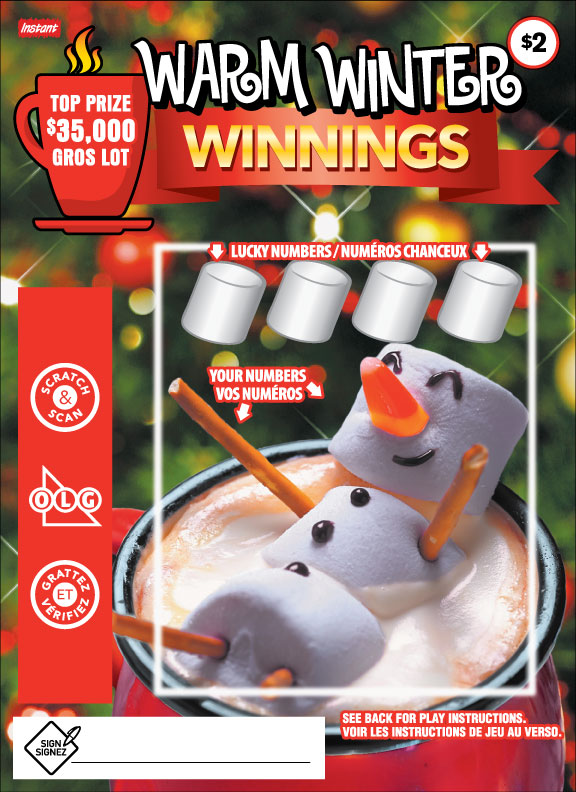 Instant
$2
WARM WINTER
WINNINGS
TOP PRIZE
$35,000
GROS LOT
LUCKY NUMBERS / NUMÉROS CHANCEUX
YOUR NUMBERS
VOS NUMÉROS
SCRATCH
&
SCAN
OLG
GRATTEZ
ET
VÉRIFIEZ
SEE BACK FOR PLAY INSTRUCTIONS.
VOIR LES INSTRUCTIONS DE JEU AU VERSO.
SIGN
SIGNEZ